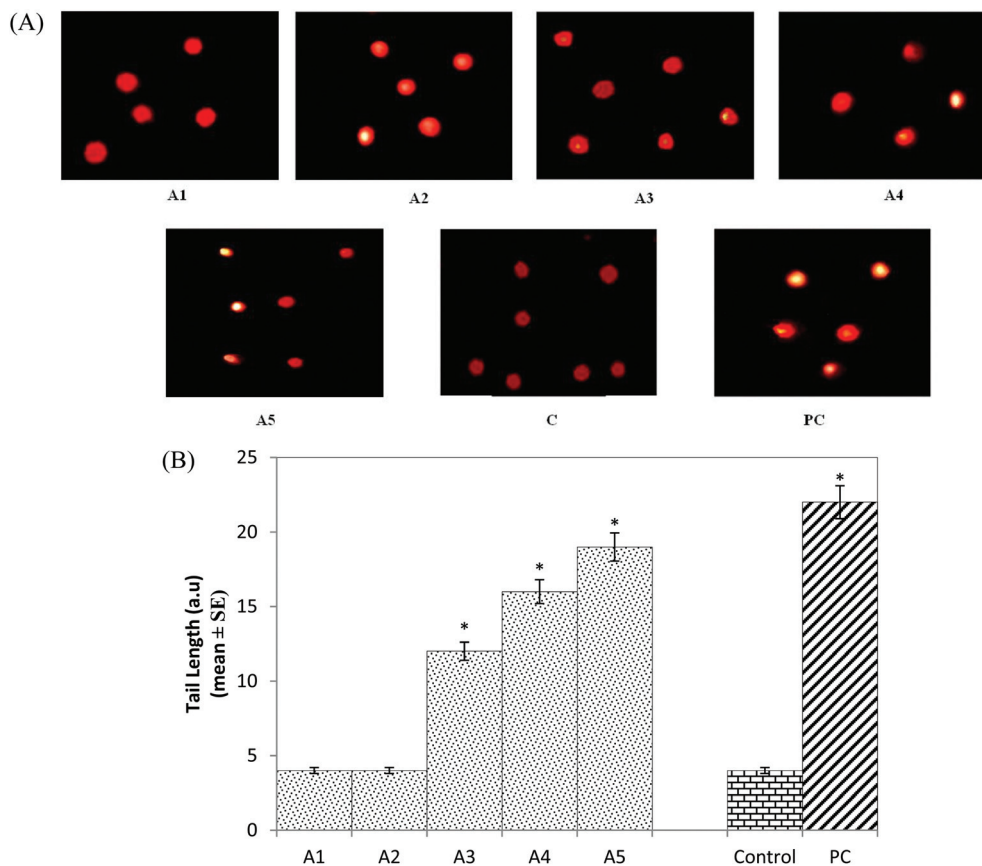 (A)
A1 A2 A3 A4
A5 C PC
(B)
Tail Length (a.u)
(mean ± SE)
25
20
15
10
5
0
* * * *
A1 A2 A3 A4 A5 Control PC